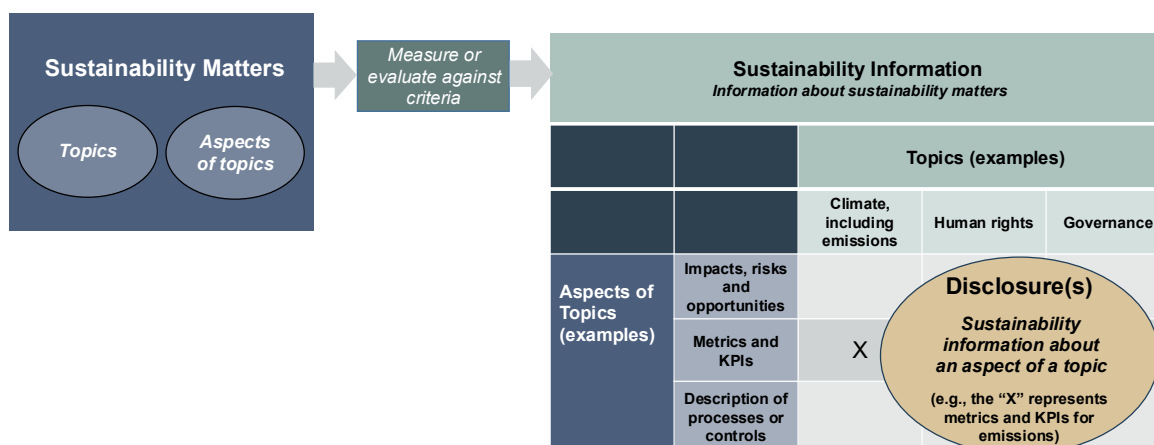 Sustainability Matters
Topics
Aspects
of topics
Measure or
evaluate against
criteria
Sustainability Information
Information about sustainability matters
Topics (examples)
Climate,
including
emissions
Human rights
Governance
Aspects of
Topics
(examples)
Impacts, risks
and
opportunities
Metrics and
KPIs
X
Description of
processes or
controls
Disclosure(s)
Sustainability
information about
an aspect of a topic
(e.g., the “X” represents
metrics and KPIs for
emissions)